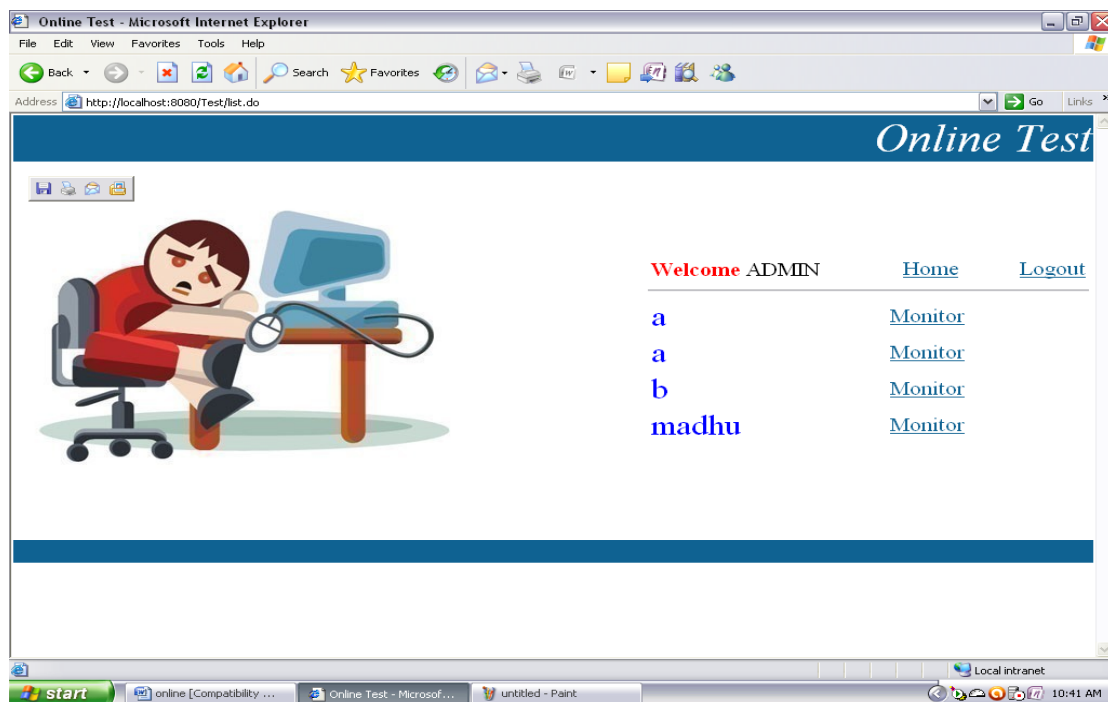 Online Test - Microsoft Internet Explorer
File Edit View Favorites Tools Help
Back Search Favorites
Address http://localhost:8080/Test/list.do Go Links
Online Test
Welcome ADMIN Home Logout
a Monitor
a Monitor
b Monitor
madhu Monitor
Local intranet
start online [Compatibility ... Online Test - Microsof... untitled - Paint 10:41 AM